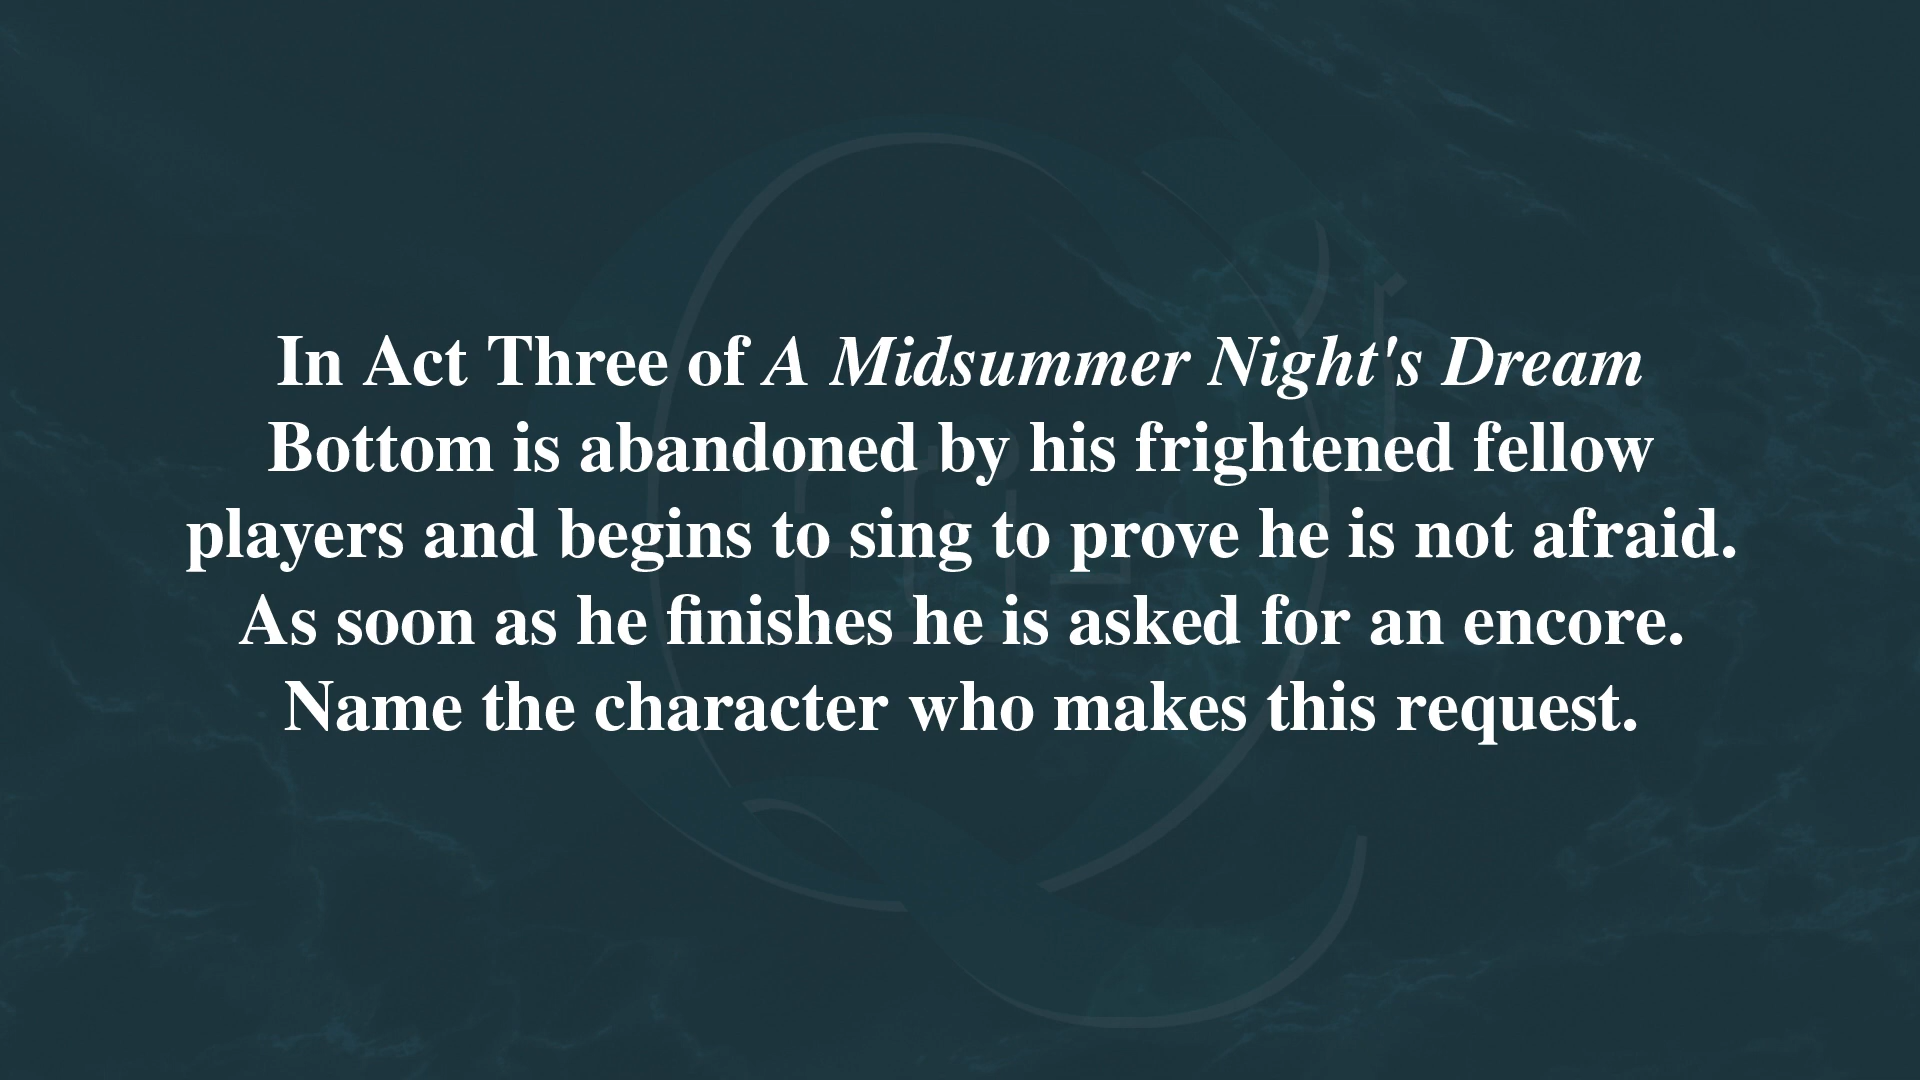 In Act Three of A Midsummer Night's Dream
Bottom is abandoned by his frightened fellow
players and begins to sing to prove he is not afraid.
As soon as he finishes he is asked for an encore.
Name the character who makes this request.